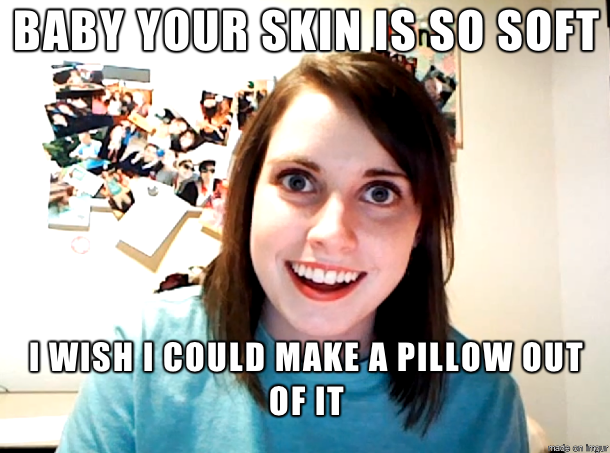 BABY YOUR SKIN IS SO SOFT
I WISH I COULD MAKE A PILLOW OUT
OF IT
made on imgur